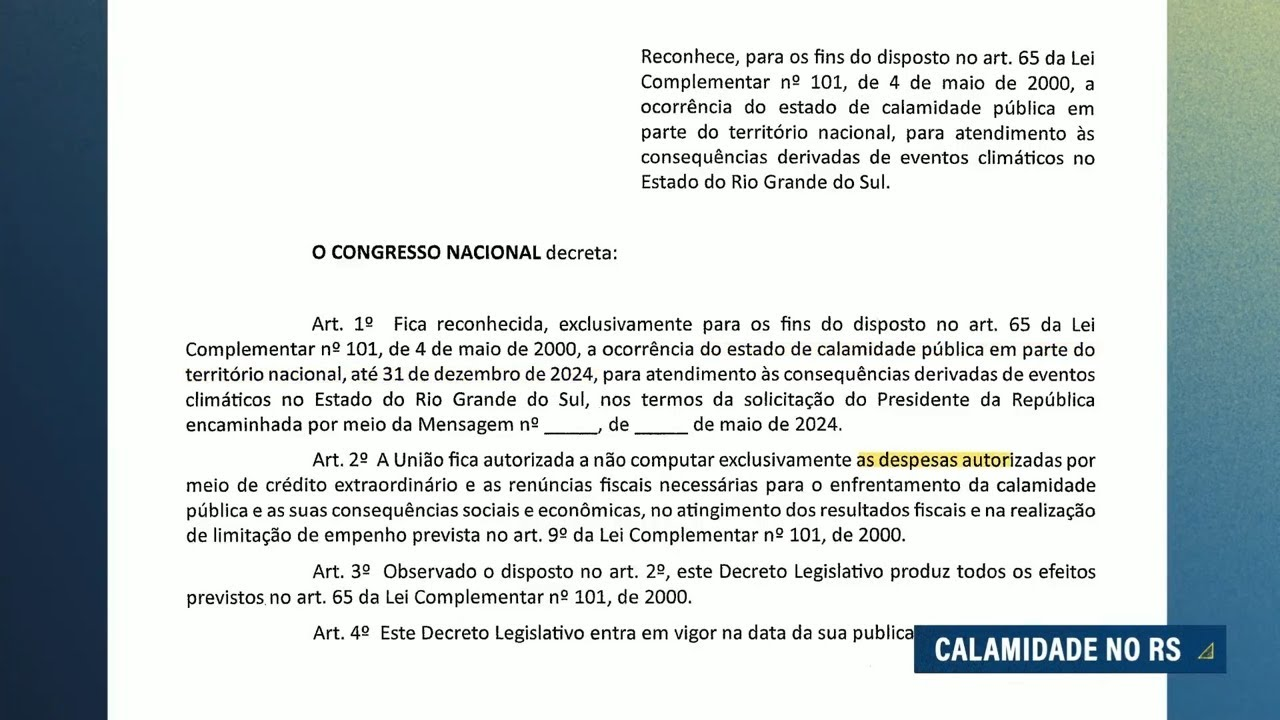 Reconhece, para os fins do disposto no art. 65 da Lei
Complementar nº 101, de 4 de maio de 2000, a
ocorrência do estado de calamidade pública em
parte do território nacional, para atendimento às
consequências derivadas de eventos climáticos no
Estado do Rio Grande do Sul.
O CONGRESSO NACIONAL decreta:
Art. 1º Fica reconhecida, exclusivamente para os fins do disposto no art. 65 da Lei
Complementar nº 101, de 4 de maio de 2000, a ocorrência do estado de calamidade pública em parte do
território nacional, até 31 de dezembro de 2024, para atendimento às consequências derivadas de eventos
climáticos no Estado do Rio Grande do Sul, nos termos da solicitação do Presidente da República
encaminhada por meio da Mensagem nº _____, de _____ de maio de 2024.
Art. 2º A União fica autorizada a não computar exclusivamente as despesas autorizadas por
meio de crédito extraordinário e as renúncias fiscais necessárias para o enfrentamento da calamidade
pública e as suas consequências sociais e econômicas, no atingimento dos resultados fiscais e na realização
de limitação de empenho prevista no art. 9º da Lei Complementar nº 101, de 2000.
Art. 3º Observado o disposto no art. 2º, este Decreto Legislativo produz todos os efeitos
previstos no art. 65 da Lei Complementar nº 101, de 2000.
Art. 4º Este Decreto Legislativo entra em vigor na data da sua publica
CALAMIDADE NO RS